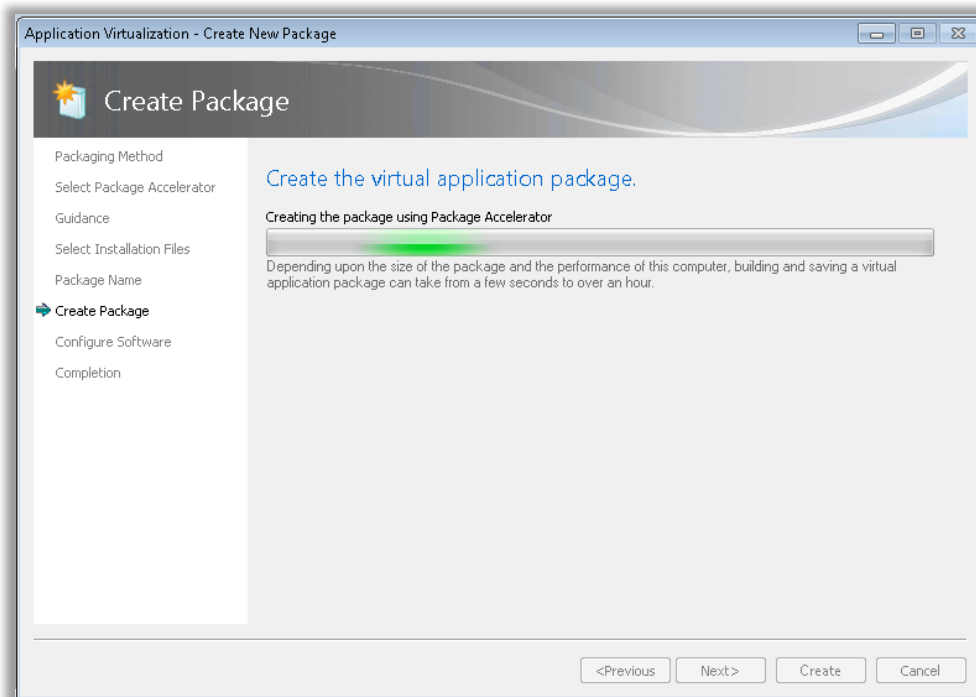 Application Virtualization - Create New Package
Create Package
Packaging Method
Select Package Accelerator
Guidance
Select Installation Files
Package Name
Create Package
Configure Software
Completion
Create the virtual application package.
Creating the package using Package Accelerator
Depending upon the size of the package and the performance of this computer, building and saving a virtual
application package can take from a few seconds to over an hour.
<Previous
Next>
Create
Cancel